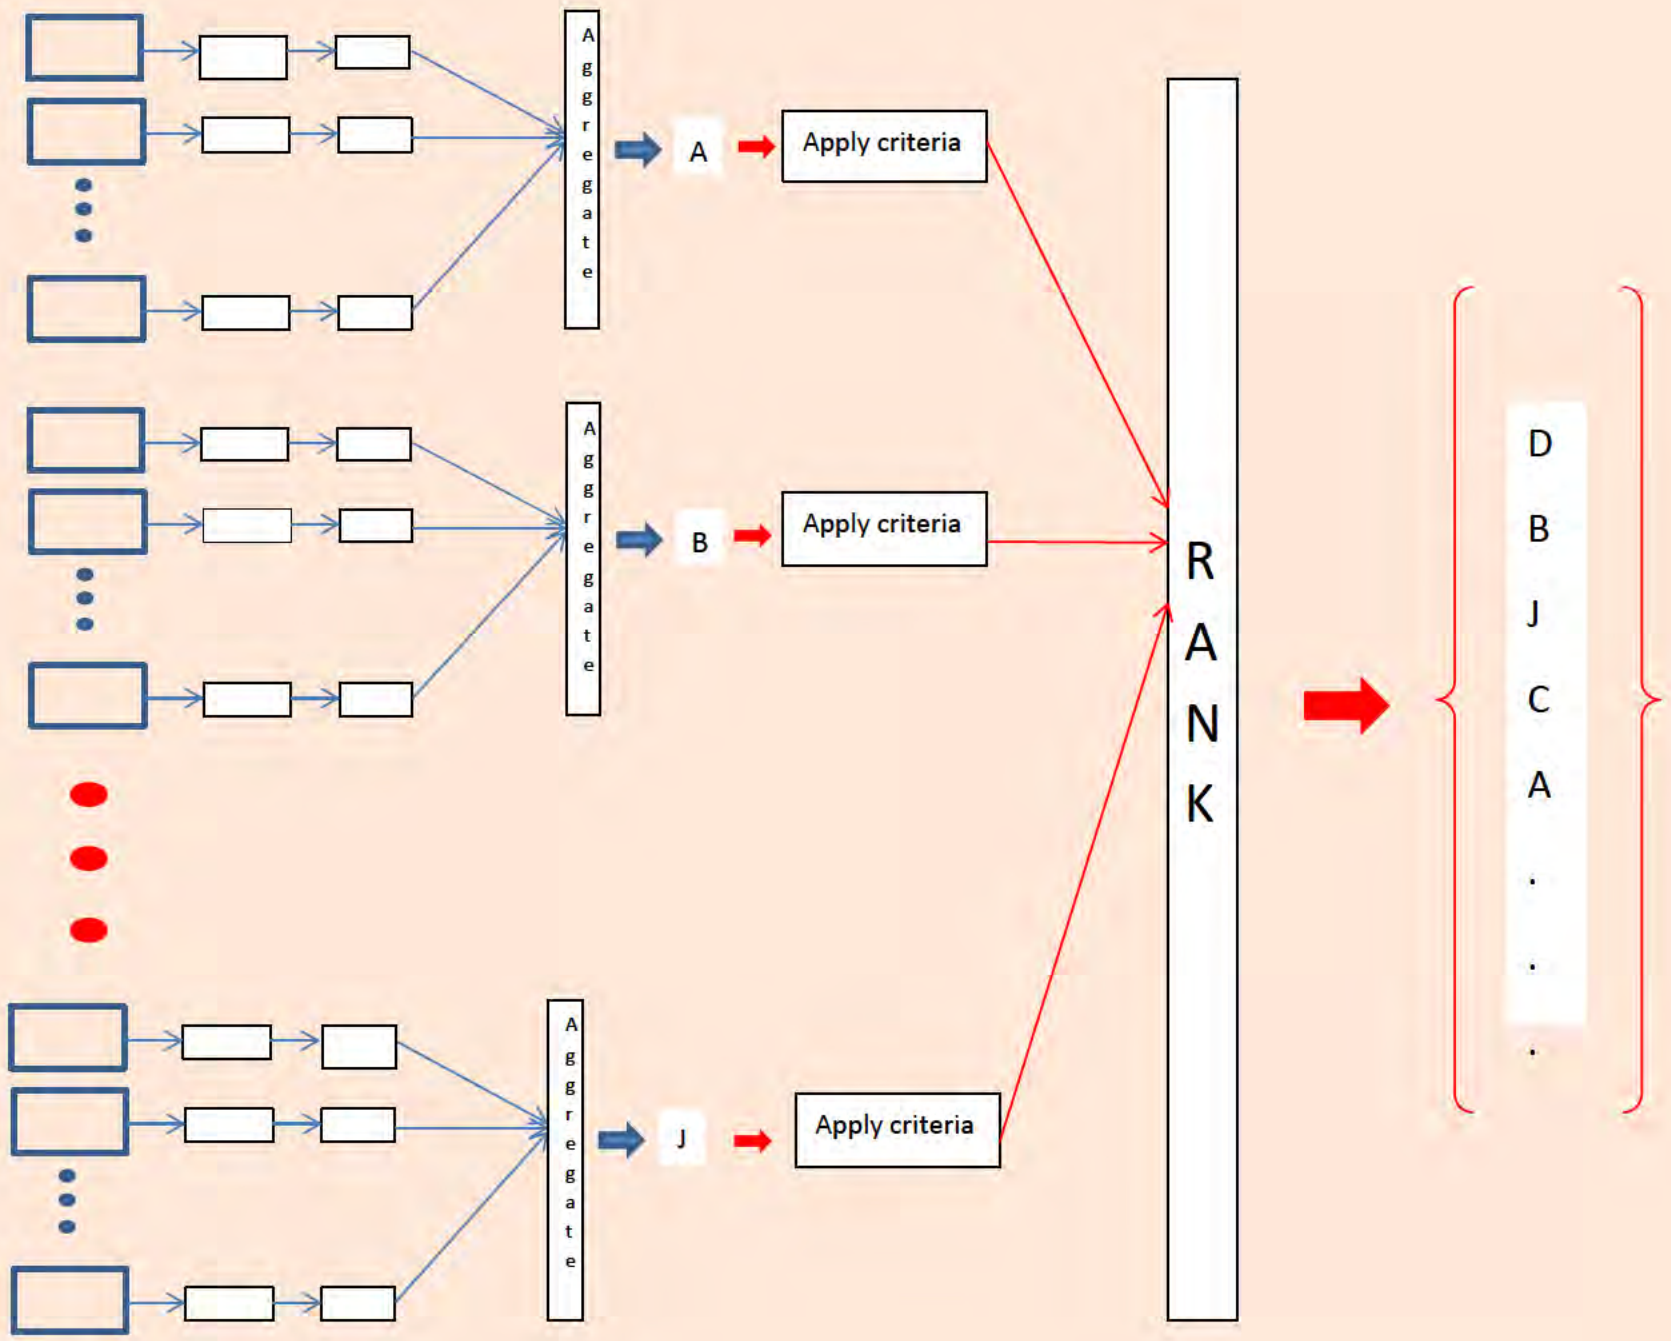 Aggregate
A
Apply criteria
Aggregate
B
Apply criteria
Aggregate
J
Apply criteria
RANK
D
B
J
C
A
.
.
.